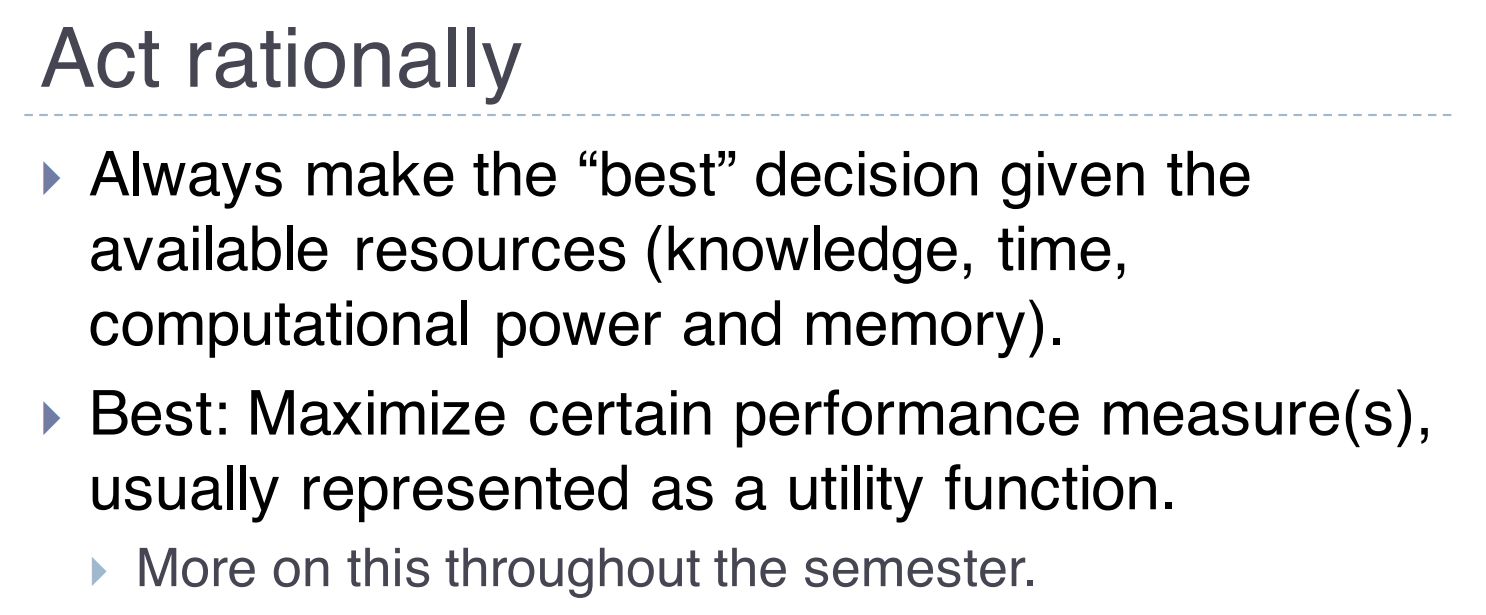 Act rationally
Always make the “best” decision given the
available resources (knowledge, time,
computational power and memory).
Best: Maximize certain performance measure(s),
usually represented as a utility function.
More on this throughout the semester.